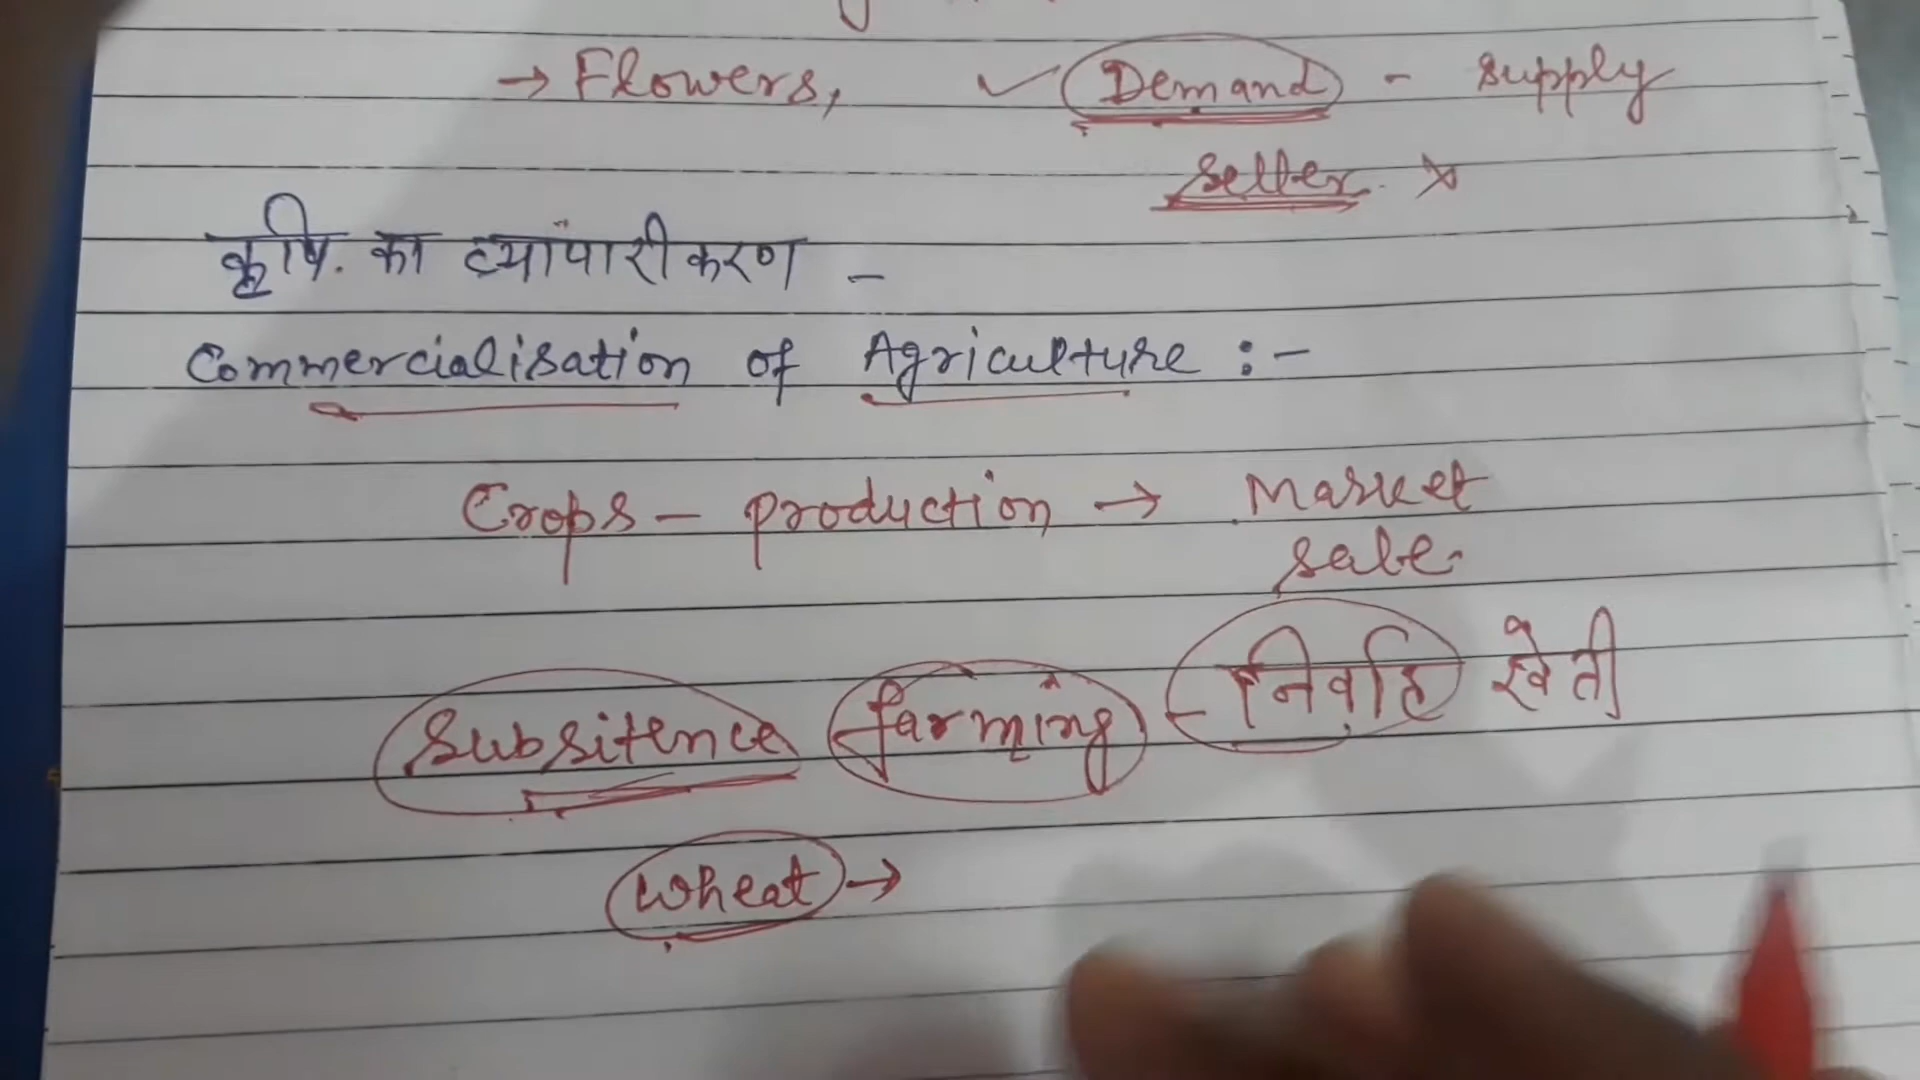 → Flowers, ✓ Demand - supply
seller. ×
कृषि. का व्यापारीकरण -
Commercialisation of Agriculture :-
Crops - production → Market
sale.
Subsitence farming - निर्वाह खेती
wheat →